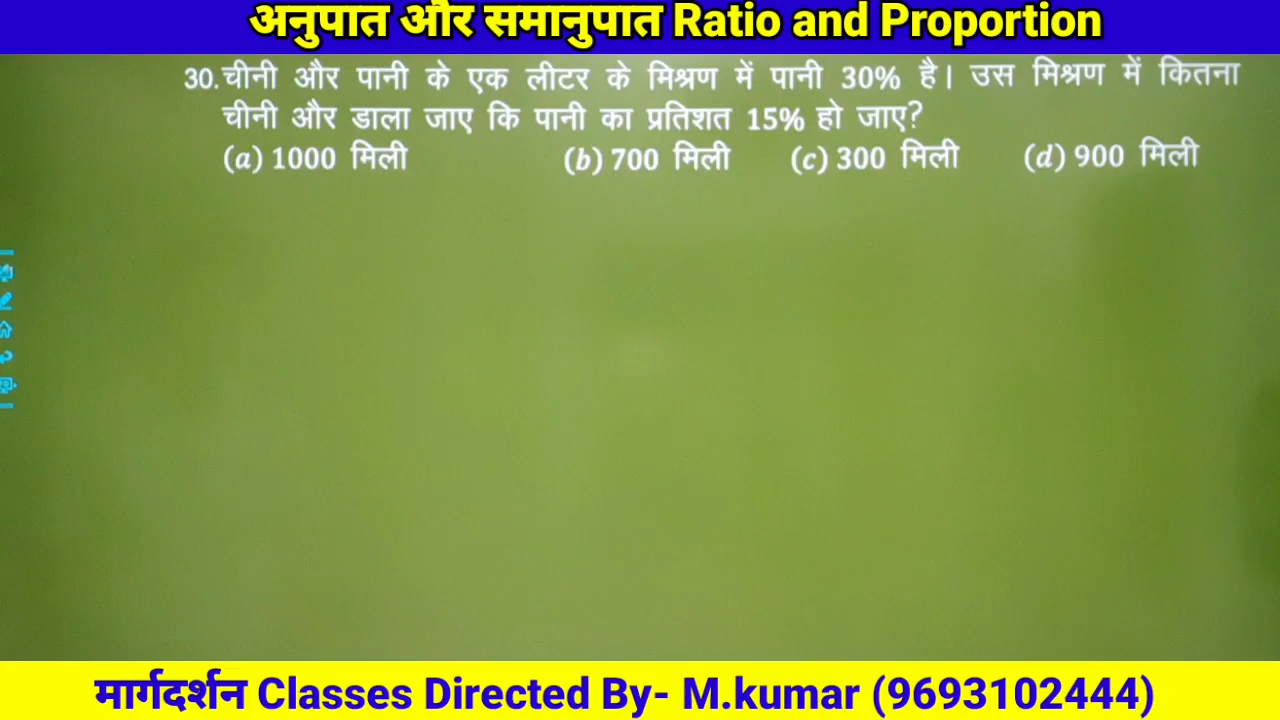 अनुपात और समानुपात Ratio and Proportion
30. चीनी और पानी के एक लीटर के मिश्रण में पानी 30% है। उस मिश्रण में कितना
चीनी और डाला जाए कि पानी का प्रतिशत 15% हो जाए?
(a) 1000 मिली (b) 700 मिली (c) 300 मिली (d) 900 मिली
मार्गदर्शन Classes Directed By- M.kumar (9693102444)